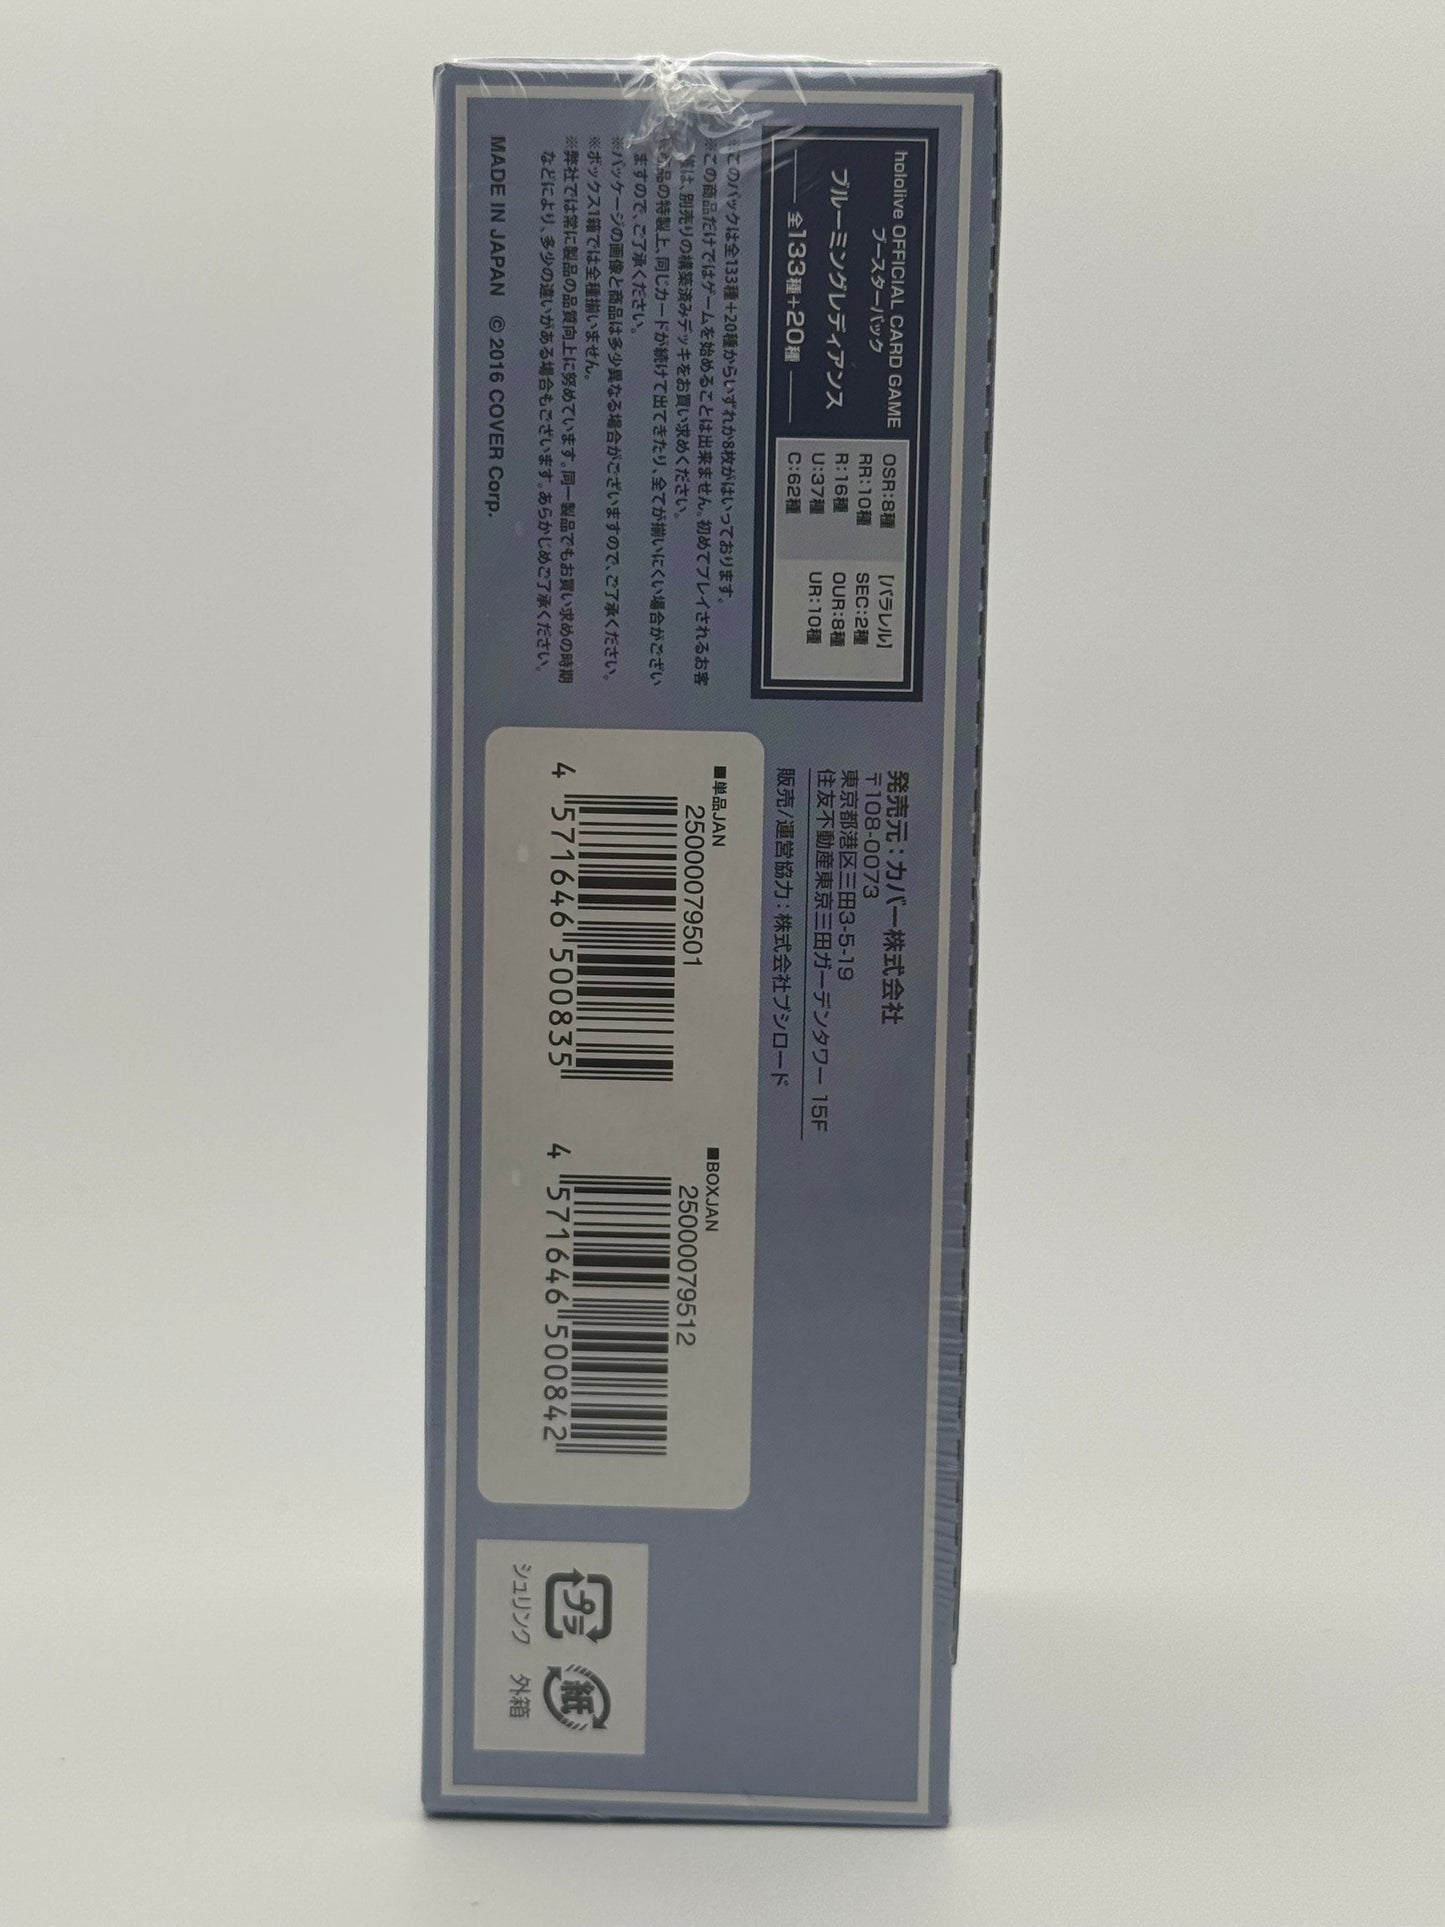 hololive OFFICIAL CARD GAME
ブースターパック
ブルーミングレディアンス
全133種+20種
OSR:8種
RR:10種
R:16種
U:37種
C:62種
【パラレル】
SEC:2種
OUR:8種
UR:10種
※このパックは全133種+20種からいずれか8枚がはいっております。
※この商品だけではゲームを始めることは出来ません。初めてプレイされるお客
様は、別売りの構築済みデッキをお買い求めください。
の特製上、同じカードが続けて出てきたり、全てが揃いにくい場合がござい
ますので、ご了承ください。
※パッケージの画像と商品は多少異なる場合がございますので、ご了承ください。
※ボックス1箱では全種揃いません。
※弊社では常に製品の品質向上に努めています。同一製品でもお買い求めの時期
などにより、多少の違いがある場合もございます。あらかじめご了承ください。
MADE IN JAPAN © 2016 COVER Corp.
発売元:カバー株式会社
〒108-0073
東京都港区三田3-5-19
住友不動産東京三田ガーデンタワー 15F
販売/運営協力:株式会社ブシロード
■単品JAN
2500079501
4 571646 500835
■BOXJAN
25000079512
4 571646 500842
プラ
シュリンク
紙
外箱